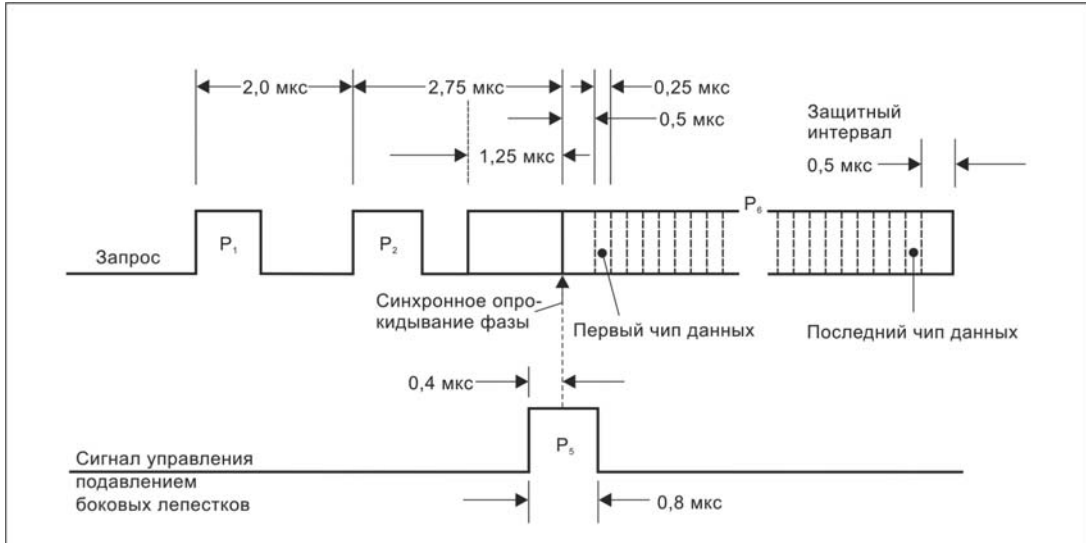 2,0 мкс
2,75 мкс
0,25 мкс
0,5 мкс
Защитный
интервал
1,25 мкс
0,5 мкс
P₆
P₁
P₂
Запрос
Синхронное опро-
кидывание фазы
Первый чип данных
Последний чип данных
0,4 мкс
P₅
Сигнал управления
подавлением
боковых лепестков
0,8 мкс